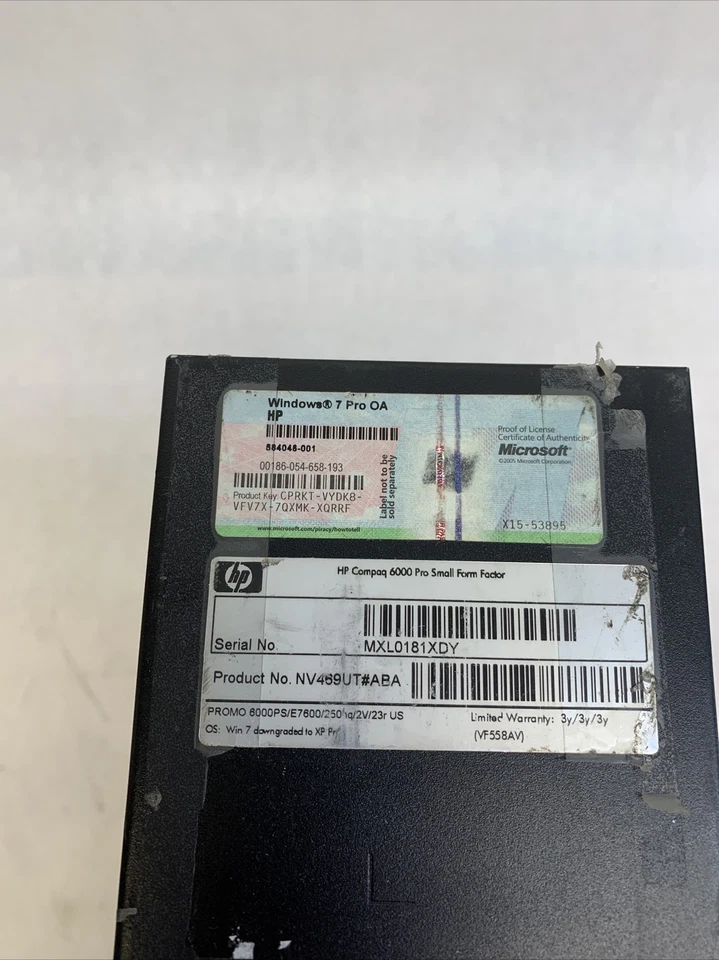 Windows® 7 Pro OA
HP
584048-001
00186-054-658-193
Product Key: CPRKT-VYDK8-
VFV7X-7QXMK-XQRRF
www.microsoft.com/piracy/howtotell
Label not to be
sold separately
Proof of License
Certificate of Authenticity
Microsoft
©2005 Microsoft Corporation
X15-53895
hp
HP Compaq 6000 Pro Small Form Factor
Serial No.
MXL0181XDY
Product No. NV469UT#ABA
PROMO 6000PS/E7600/250hq/2V/23r US
Limited Warranty: 3y/3y/3y
OS: Win 7 downgraded to XP Pr
(VF558AV)